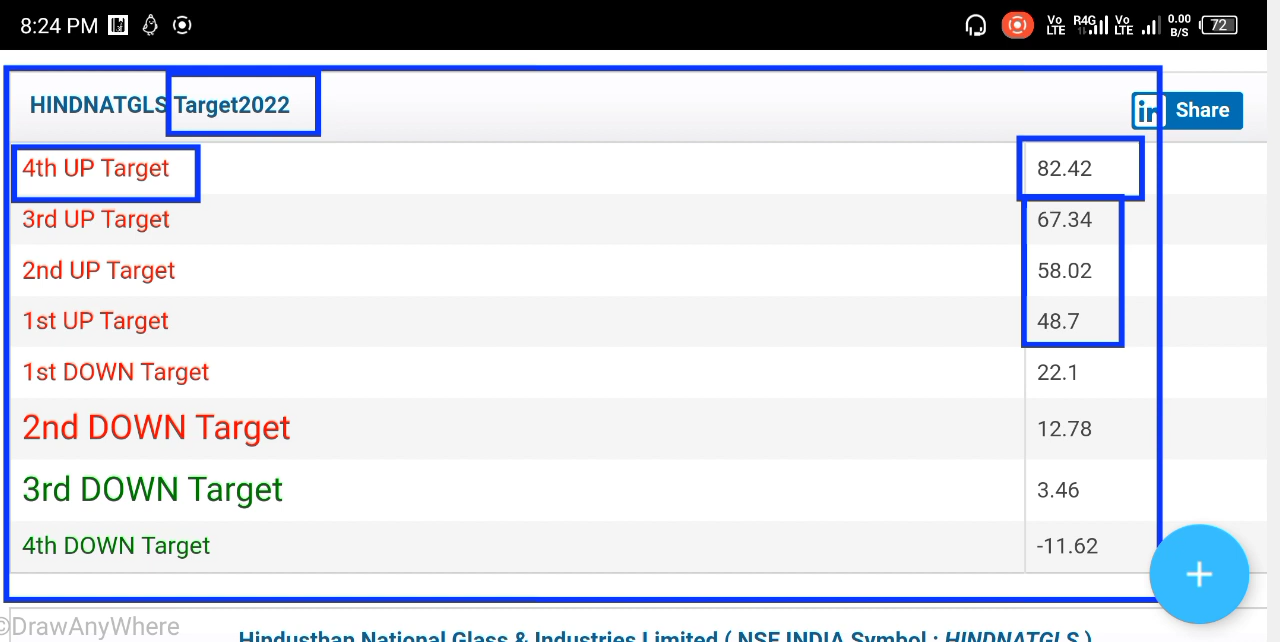 8:24 PM Vo LTE R4G Vo LTE 0.00 B/S 72
HINDNATGLS Target2022 in Share
4th UP Target 82.42
3rd UP Target 67.34
2nd UP Target 58.02
1st UP Target 48.7
1st DOWN Target 22.1
2nd DOWN Target 12.78
3rd DOWN Target 3.46
4th DOWN Target -11.62
+
©DrawAnyWhere
Hindusthan National Glass & Industries Limited ( NSE INDIA Symbol : HINDNATGLS )